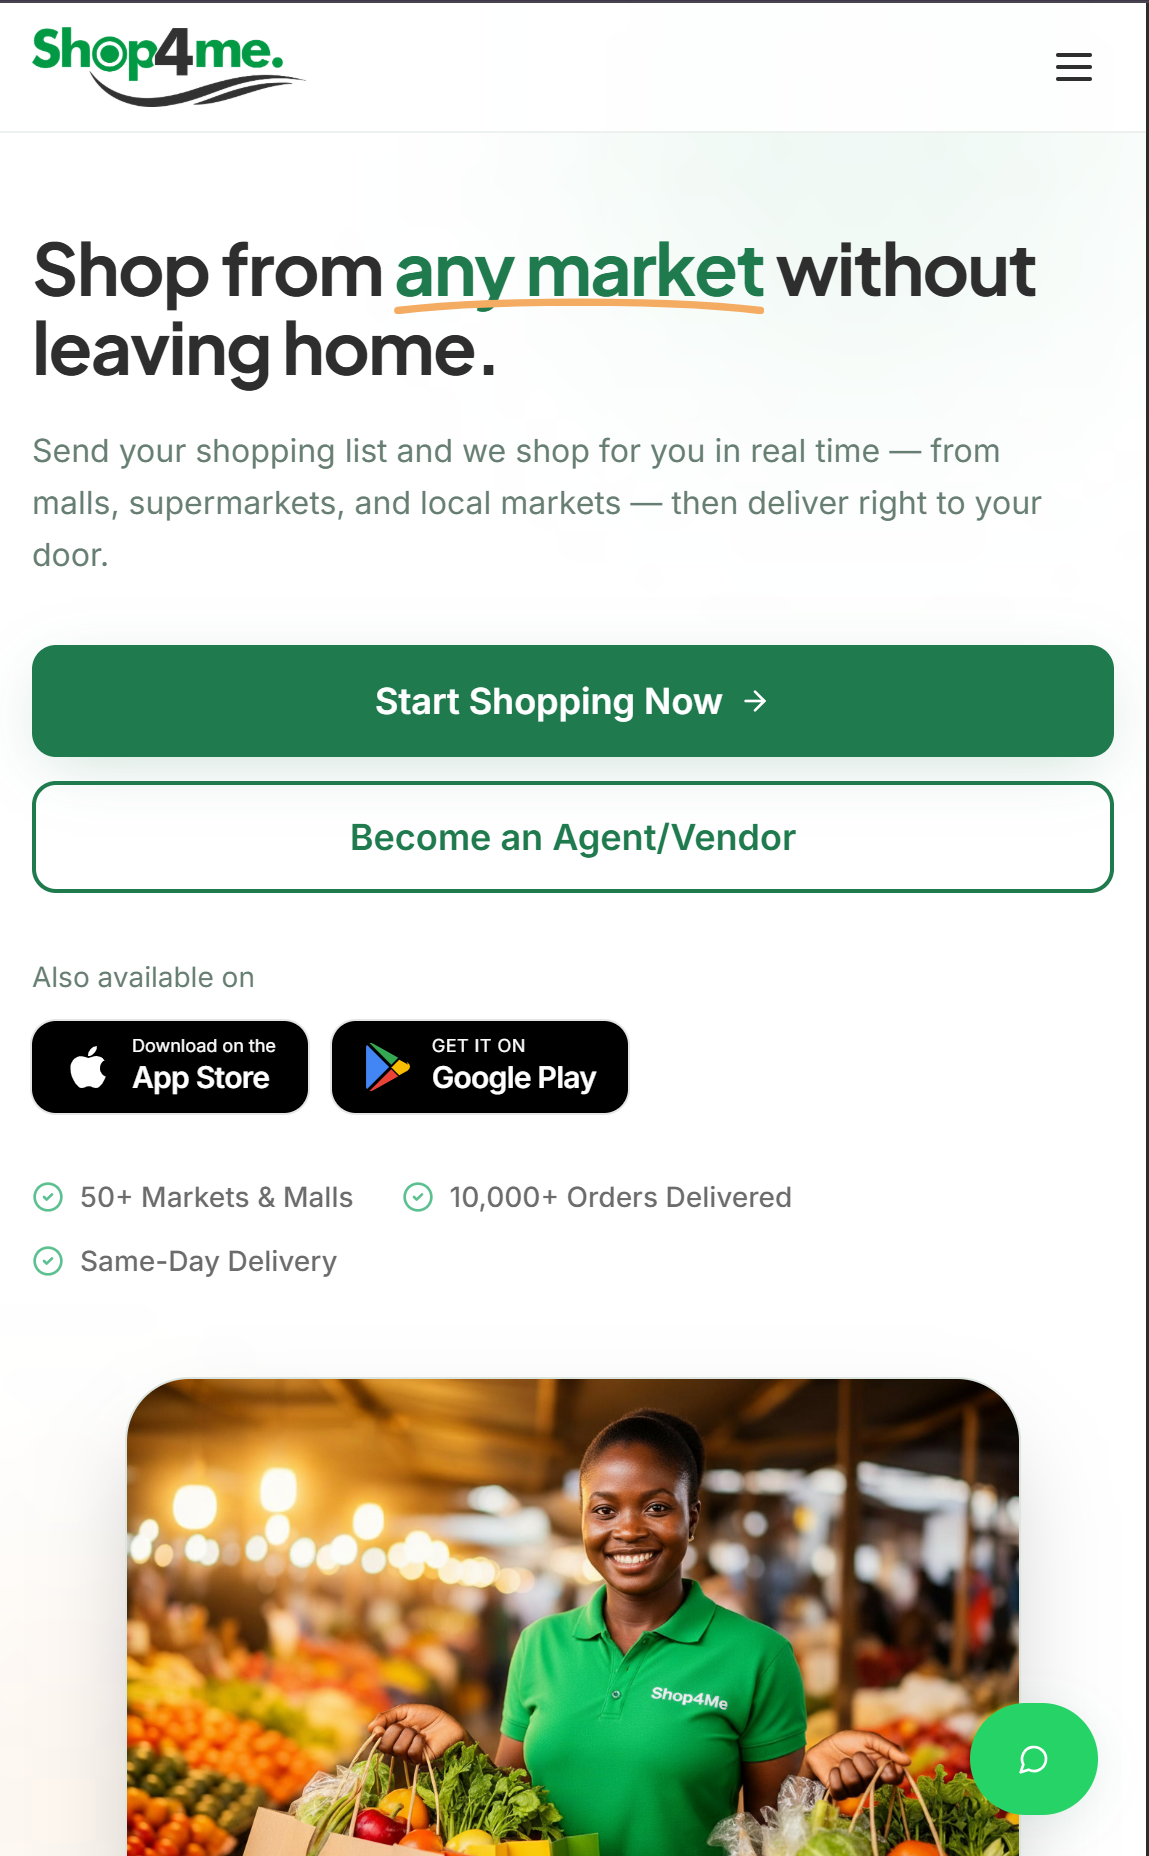 Shop4me.
Shop from any market without
leaving home.
Send your shopping list and we shop for you in real time — from
malls, supermarkets, and local markets — then deliver right to your
door.
Start Shopping Now →
Become an Agent/Vendor
Also available on
Download on the
App Store
GET IT ON
Google Play
50+ Markets & Malls
10,000+ Orders Delivered
Same-Day Delivery
Shop4Me